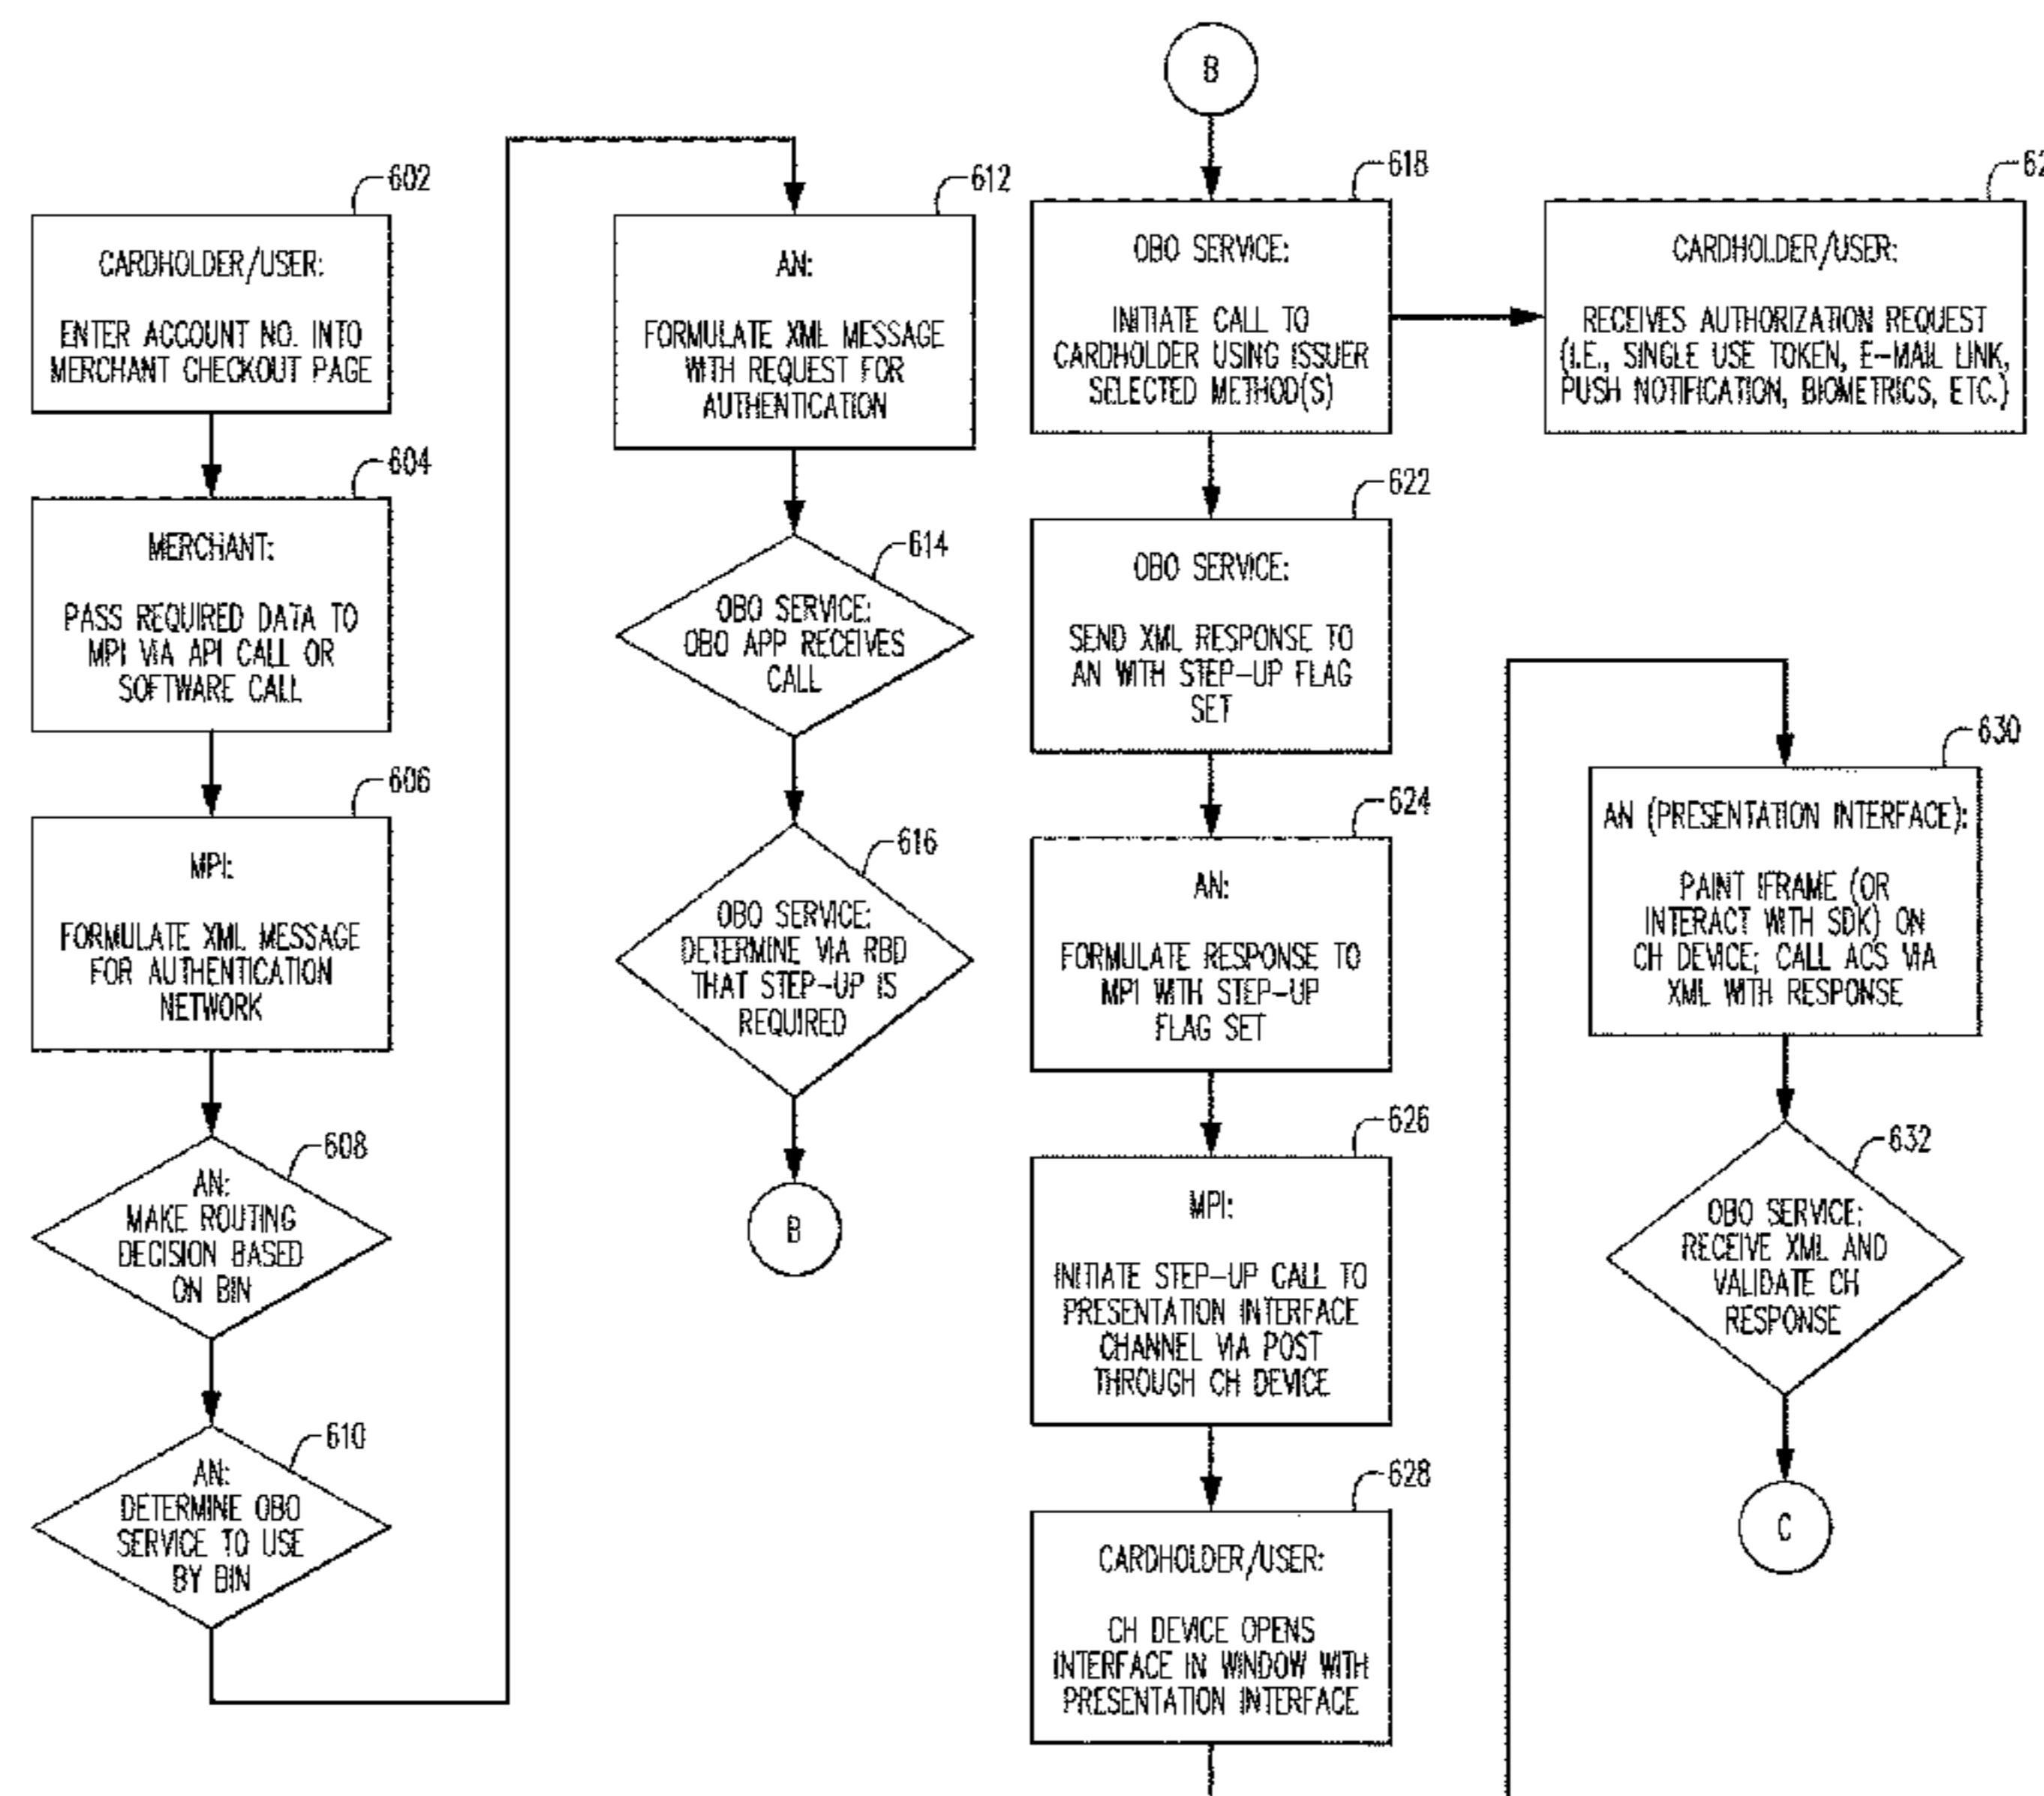 602
CARDHOLDER/USER:
ENTER ACCOUNT NO. INTO
MERCHANT CHECKOUT PAGE
604
MERCHANT:
PASS REQUIRED DATA TO
MPI VIA API CALL OR
SOFTWARE CALL
606
MPI:
FORMULATE XML MESSAGE
FOR AUTHENTICATION
NETWORK
608
AN:
MAKE ROUTING
DECISION BASED
ON BIN
610
AN:
DETERMINE OBO
SERVICE TO USE
BY BIN
612
AN:
FORMULATE XML MESSAGE
WITH REQUEST FOR
AUTHENTICATION
614
OBO SERVICE:
OBO APP RECEIVES
CALL
616
OBO SERVICE:
DETERMINE VIA RBD
THAT STEP-UP IS
REQUIRED
B
B
618
OBO SERVICE:
INITIATE CALL TO
CARDHOLDER USING ISSUER
SELECTED METHOD(S)
CARDHOLDER/USER:
RECEIVES AUTHORIZATION REQUEST
(I.E., SINGLE USE TOKEN, E-MAIL LINK,
PUSH NOTIFICATION, BIOMETRICS, ETC.)
622
OBO SERVICE:
SEND XML RESPONSE TO
AN WITH STEP-UP FLAG
SET
624
AN:
FORMULATE RESPONSE TO
MPI WITH STEP-UP
FLAG SET
626
MPI:
INITIATE STEP-UP CALL TO
PRESENTATION INTERFACE
CHANNEL VIA POST
THROUGH CH DEVICE
628
CARDHOLDER/USER:
CH DEVICE OPENS
INTERFACE IN WINDOW WITH
PRESENTATION INTERFACE
630
AN (PRESENTATION INTERFACE):
PAINT IFRAME (OR
INTERACT WITH SDK) ON
CH DEVICE; CALL ACS VIA
XML WITH RESPONSE
632
OBO SERVICE:
RECEIVE XML AND
VALIDATE CH
RESPONSE
C